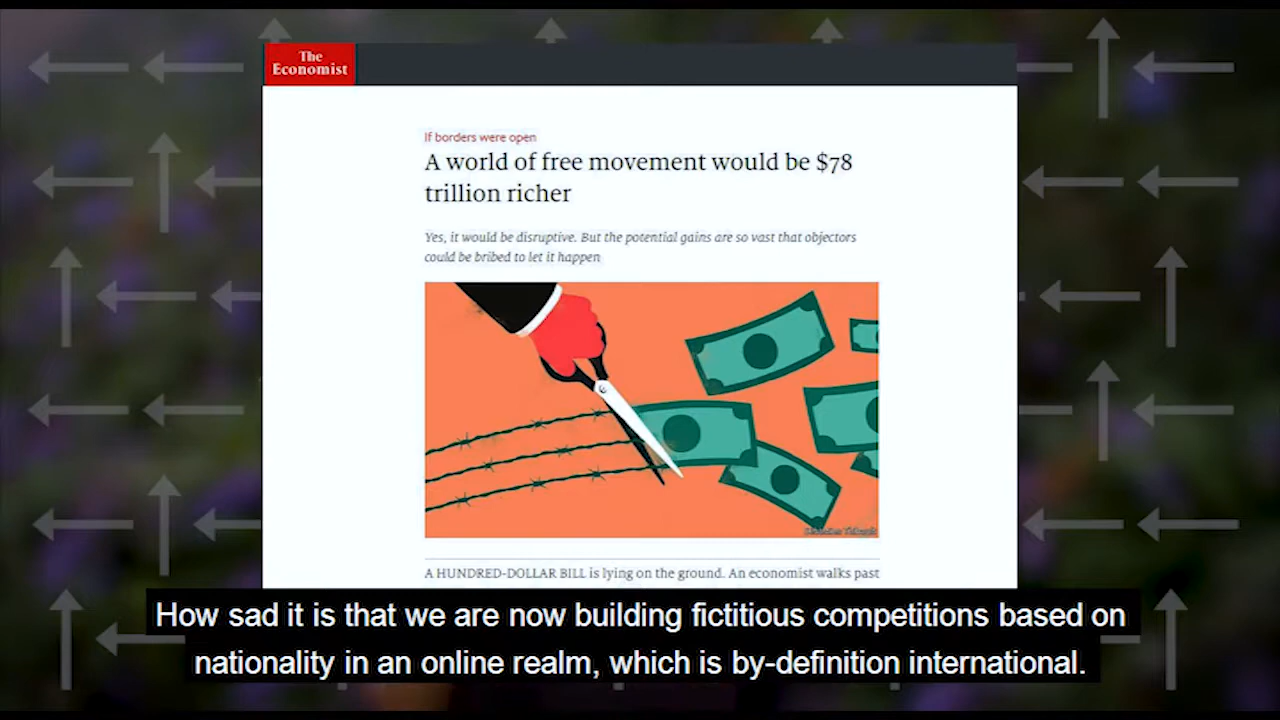 The
Economist
If borders were open
A world of free movement would be $78
trillion richer
Yes, it would be disruptive. But the potential gains are so vast that objectors
could be bribed to let it happen
A HUNDRED-DOLLAR BILL is lying on the ground. An economist walks past
How sad it is that we are now building fictitious competitions based on
nationality in an online realm, which is by-definition international.